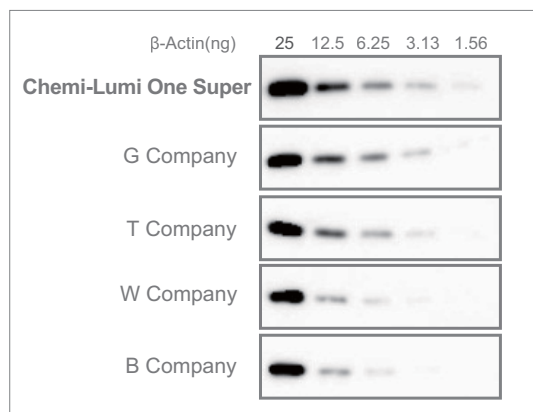 β-Actin(ng) 25 12.5 6.25 3.13 1.56
Chemi-Lumi One Super
G Company
T Company
W Company
B Company